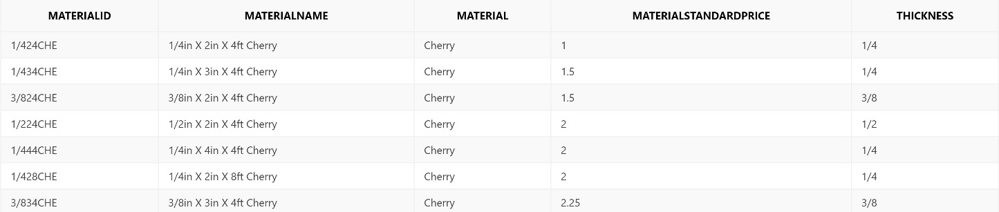 MATERIALID MATERIALNAME MATERIAL MATERIALSTANDARDPRICE THICKNESS
1/424CHE 1/4in X 2in X 4ft Cherry Cherry 1 1/4
1/434CHE 1/4in X 3in X 4ft Cherry Cherry 1.5 1/4
3/824CHE 3/8in X 2in X 4ft Cherry Cherry 1.5 3/8
1/224CHE 1/2in X 2in X 4ft Cherry Cherry 2 1/2
1/444CHE 1/4in X 4in X 4ft Cherry Cherry 2 1/4
1/428CHE 1/4in X 2in X 8ft Cherry Cherry 2 1/4
3/834CHE 3/8in X 3in X 4ft Cherry Cherry 2.25 3/8